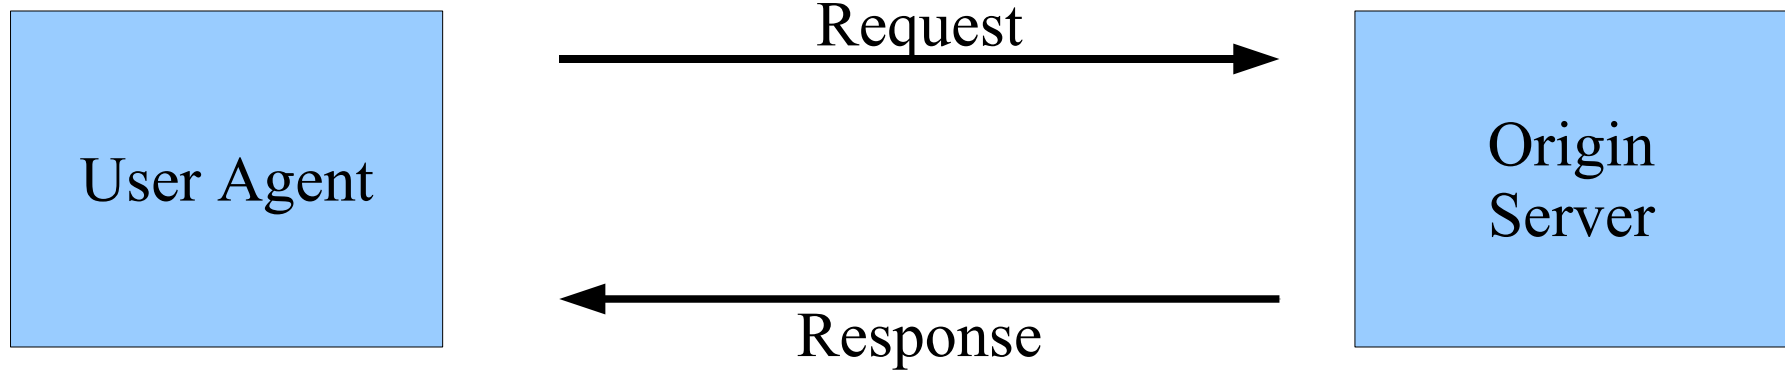 Request
User Agent
Origin
Server
Response